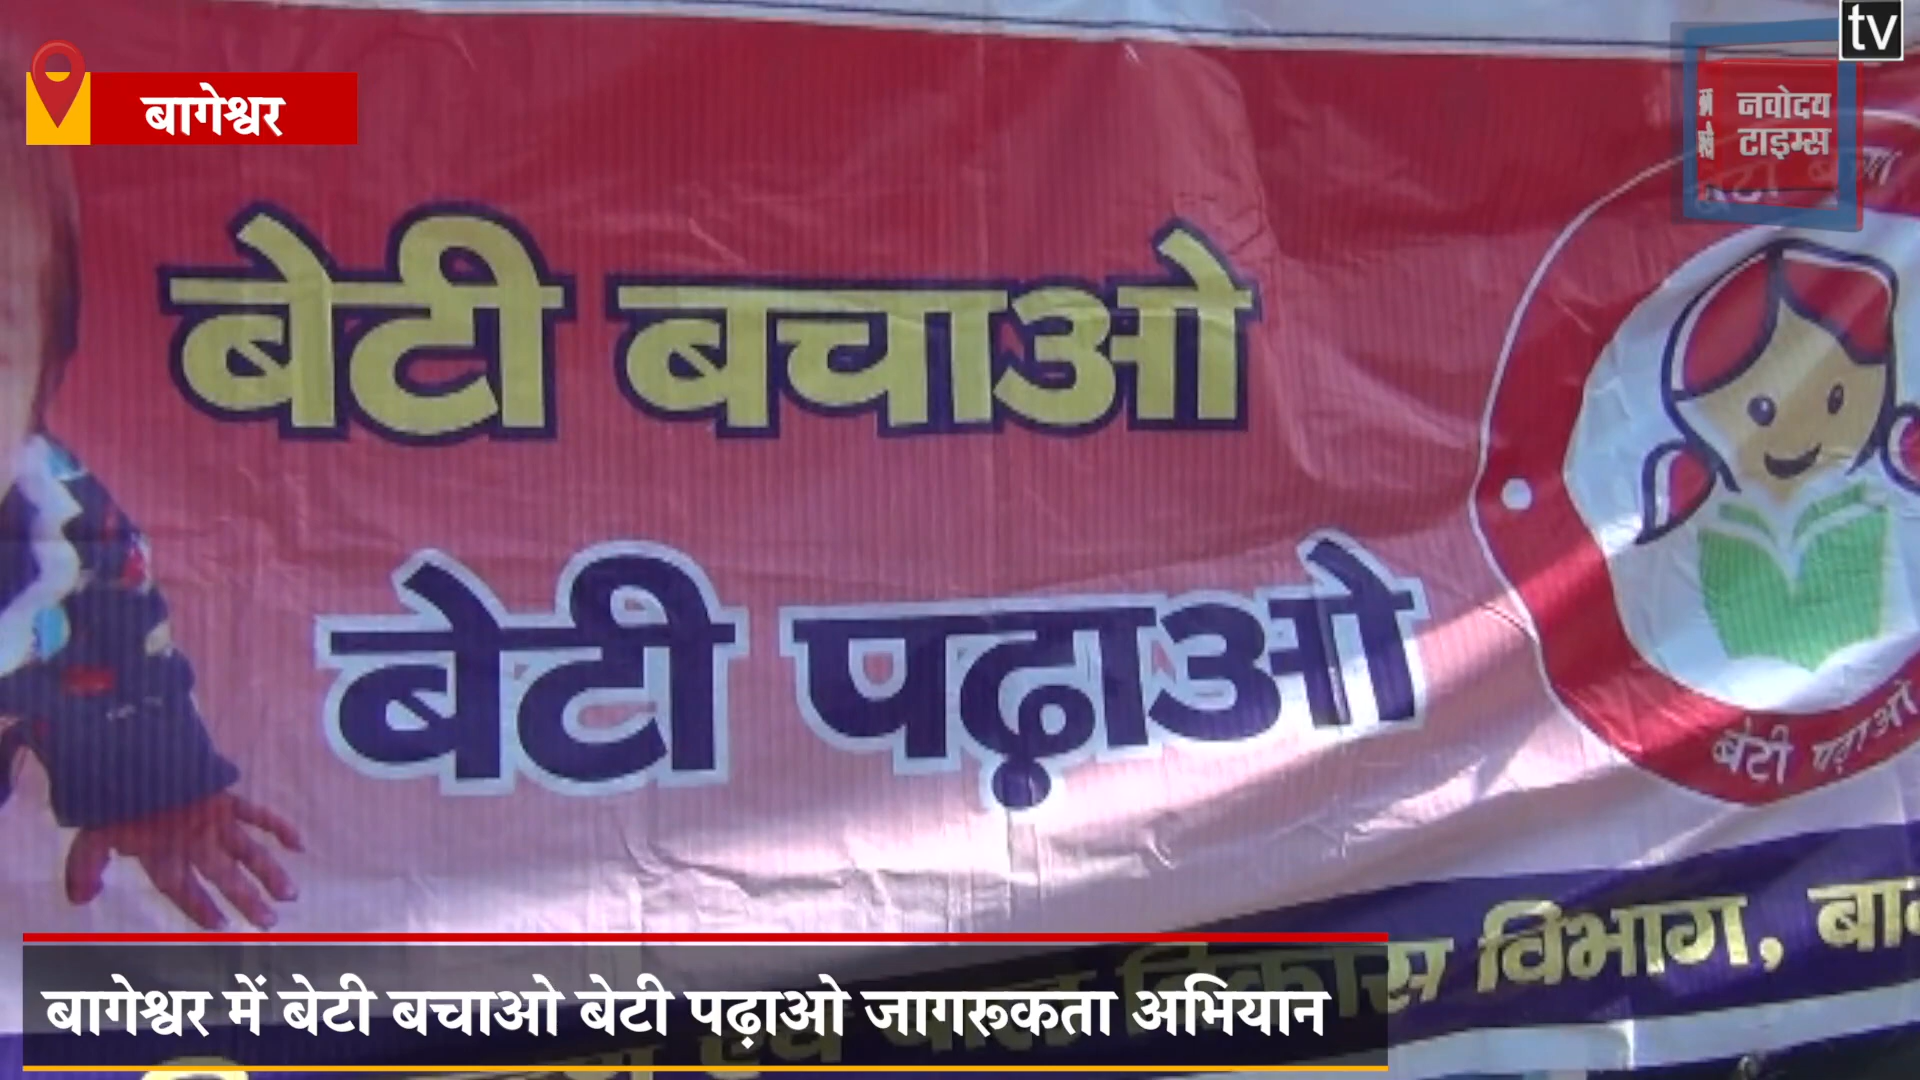 tv
बागेश्वर
नवोदय
टाइम्स
बेटी बचाओ
बेटी पढ़ाओ
बेटी पढ़ाओ
विभाग,
बागेश्वर में बेटी बचाओ बेटी पढ़ाओ जागरूकता अभियान